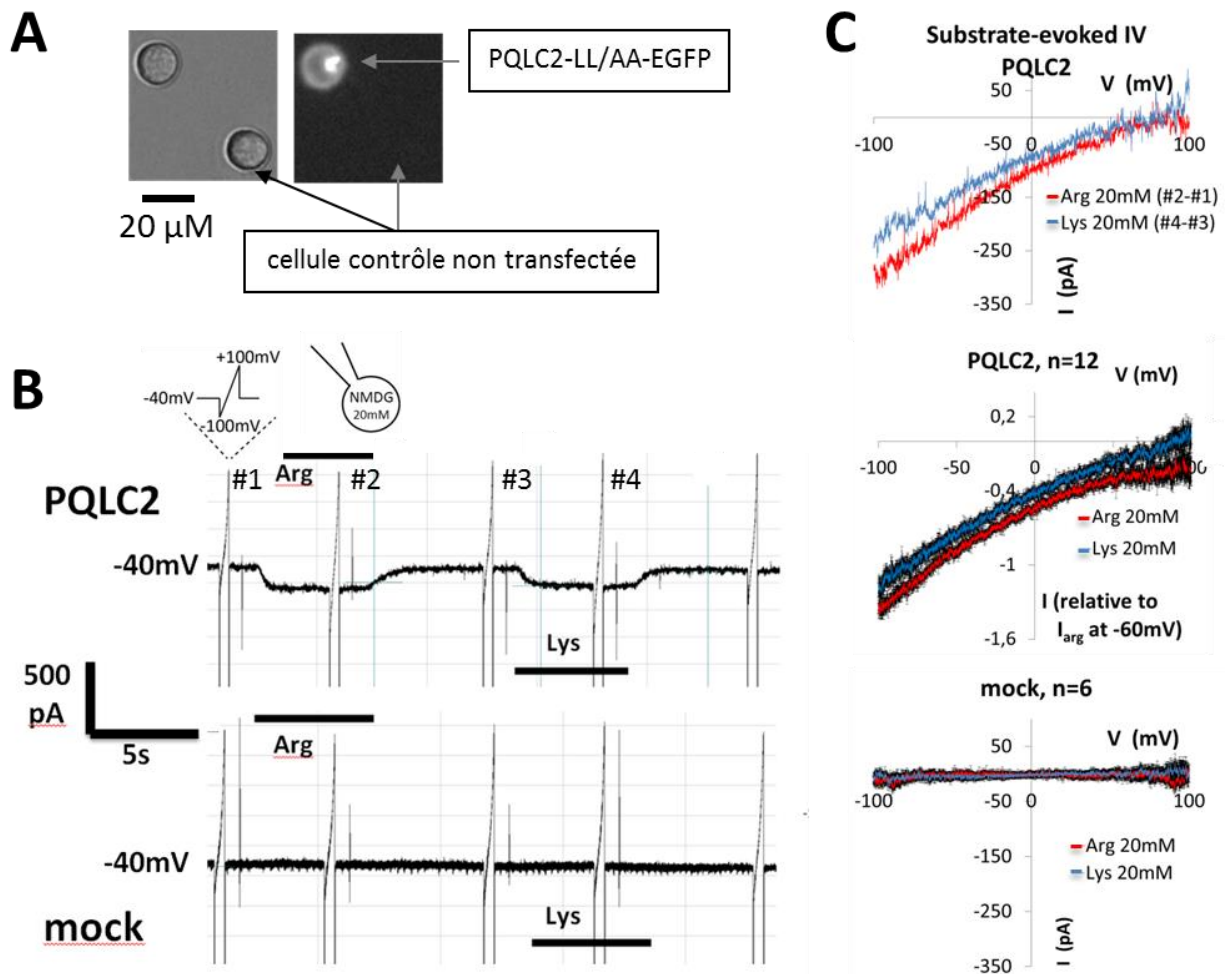 A
PQLC2-LL/AA-EGFP
20 µM
cellule contrôle non transfectée
B
+100mV
-40mV
-100mV
NMDG
20mM
#1
Arg
#2
#3
#4
PQLC2
-40mV
Lys
500
pA
5s
Arg
-40mV
Lys
mock
C
Substrate-evoked IV
PQLC2
V (mV)
50
-100
0
100
-50
-150
Arg 20mM (#2-#1)
Lys 20mM (#4-#3)
-250
-350
I (pA)
PQLC2, n=12
V (mV)
0,2
-100
-50
0
50
-0,4
Arg 20mM
Lys 20mM
-1
I (relative to
Iarg at -60mV)
-1,6
mock, n=6
V (mV)
50
-100
0
100
-50
-150
Arg 20mM
Lys 20mM
-250
-350
I (pA)